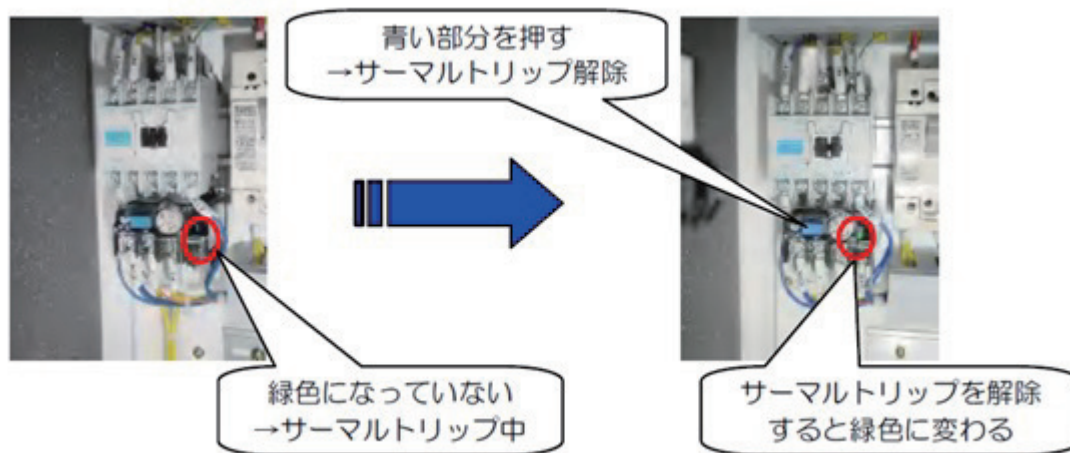 青い部分を押す
→サーマルトリップ解除
緑色になっていない
→サーマルトリップ中
サーマルトリップを解除
すると緑色に変わる